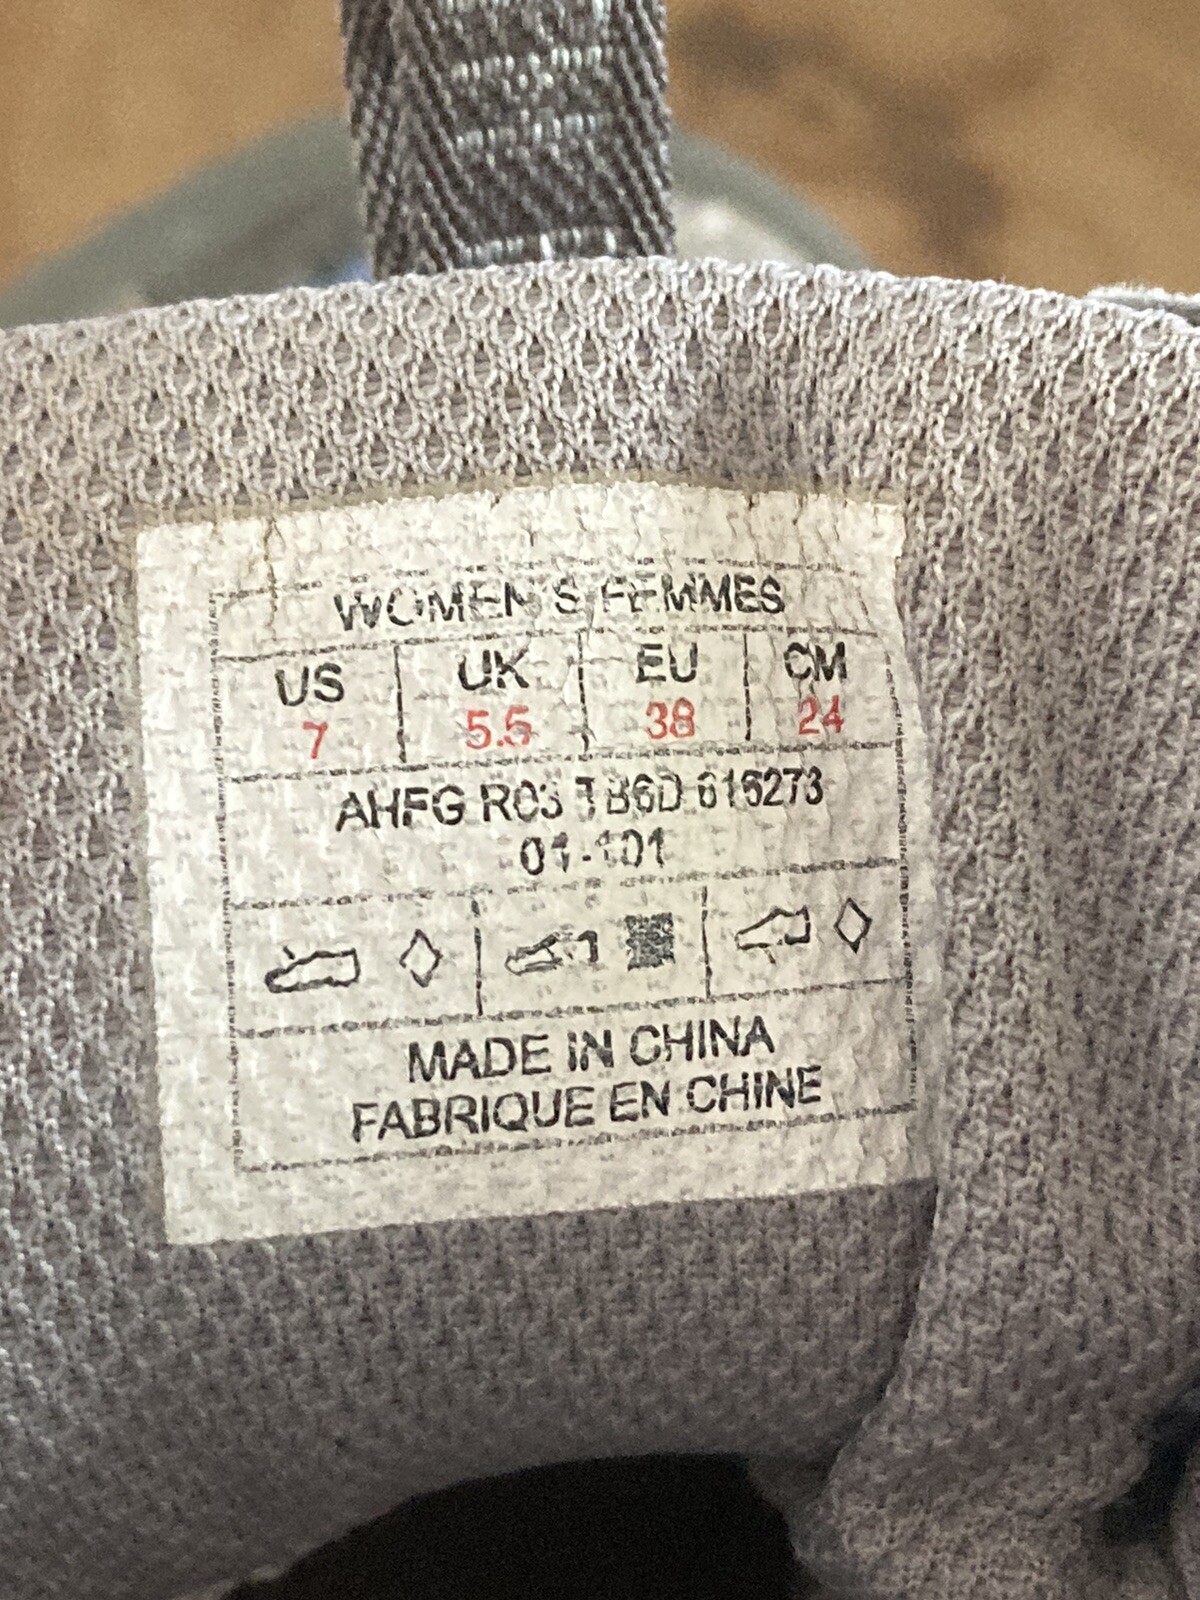 WOMEN'S/FEMMES
US UK EU CM
7 5.5 38 24
AHFG R03 TB6D 616273
01-101
MADE IN CHINA
FABRIQUE EN CHINE